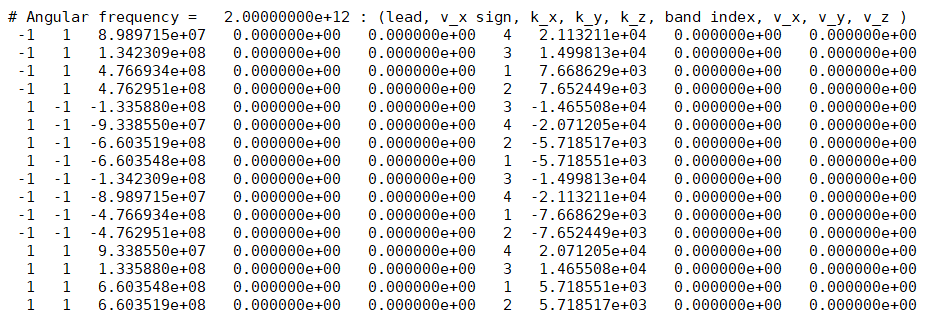 # Angular frequency =   2.00000000e+12 : (lead, v_x sign, k_x, k_y, k_z, band index, v_x, v_y, v_z )
 -1   1   8.989715e+07   0.000000e+00   0.000000e+00   4   2.113211e+04   0.000000e+00   0.000000e+00
 -1   1   1.342309e+08   0.000000e+00   0.000000e+00   3   1.499813e+04   0.000000e+00   0.000000e+00
 -1   1   4.766934e+08   0.000000e+00   0.000000e+00   1   7.668629e+03   0.000000e+00   0.000000e+00
 -1   1   4.762951e+08   0.000000e+00   0.000000e+00   2   7.652449e+03   0.000000e+00   0.000000e+00
  1  -1  -1.335880e+08   0.000000e+00   0.000000e+00   3  -1.465508e+04   0.000000e+00   0.000000e+00
  1  -1  -9.338550e+07   0.000000e+00   0.000000e+00   4  -2.071205e+04   0.000000e+00   0.000000e+00
  1  -1  -6.603519e+08   0.000000e+00   0.000000e+00   2  -5.718517e+03   0.000000e+00   0.000000e+00
  1  -1  -6.603548e+08   0.000000e+00   0.000000e+00   1  -5.718551e+03   0.000000e+00   0.000000e+00
 -1  -1  -1.342309e+08   0.000000e+00   0.000000e+00   3  -1.499813e+04   0.000000e+00   0.000000e+00
 -1  -1  -8.989715e+07   0.000000e+00   0.000000e+00   4  -2.113211e+04   0.000000e+00   0.000000e+00
 -1  -1  -4.766934e+08   0.000000e+00   0.000000e+00   1  -7.668629e+03   0.000000e+00   0.000000e+00
 -1  -1  -4.762951e+08   0.000000e+00   0.000000e+00   2  -7.652449e+03   0.000000e+00   0.000000e+00
  1   1   9.338550e+07   0.000000e+00   0.000000e+00   4   2.071205e+04   0.000000e+00   0.000000e+00
  1   1   1.335880e+08   0.000000e+00   0.000000e+00   3   1.465508e+04   0.000000e+00   0.000000e+00
  1   1   6.603548e+08   0.000000e+00   0.000000e+00   1   5.718551e+03   0.000000e+00   0.000000e+00
  1   1   6.603519e+08   0.000000e+00   0.000000e+00   2   5.718517e+03   0.000000e+00   0.000000e+00